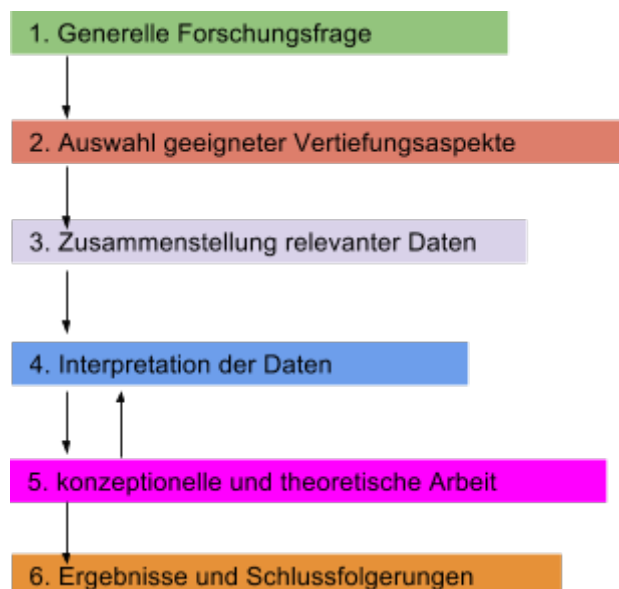 1. Generelle Forschungsfrage
2. Auswahl geeigneter Vertiefungsaspekte
3. Zusammenstellung relevanter Daten
4. Interpretation der Daten
5. konzeptionelle und theoretische Arbeit
6. Ergebnisse und Schlussfolgerungen